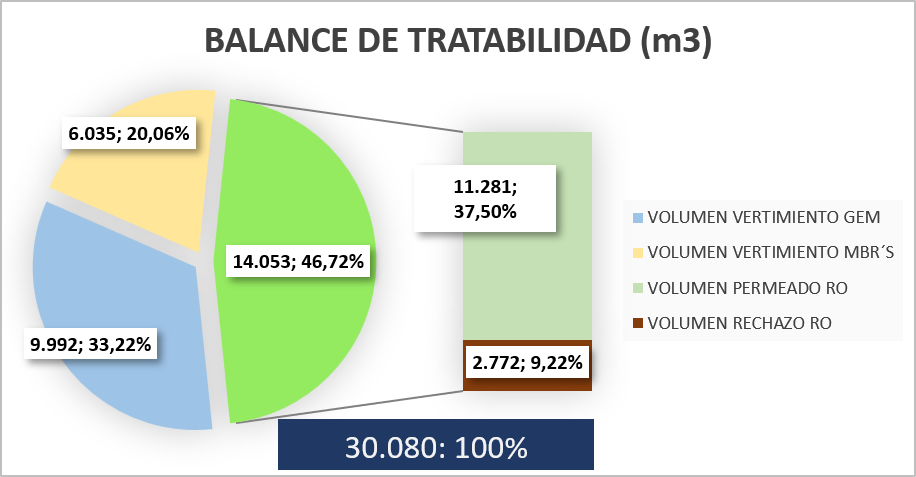 BALANCE DE TRATABILIDAD (m3)
6.035; 20,06%
14.053; 46,72%
9.992; 33,22%
11.281;
37,50%
2.772; 9,22%
VOLUMEN VERTIMIENTO GEM
VOLUMEN VERTIMIENTO MBR´S
VOLUMEN PERMEADO RO
VOLUMEN RECHAZO RO
30.080: 100%